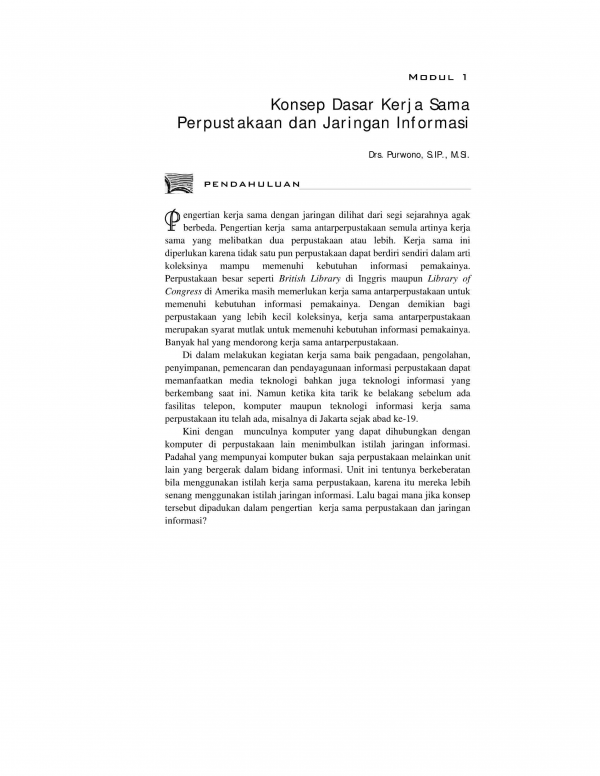 MODUL 1
Konsep Dasar Kerja Sama
Perpustakaan dan Jaringan Informasi
Drs. Purwono, S.IP., M.Si.
PENDAHULUAN
Pengertian kerja sama dengan jaringan dilihat dari segi sejarahnya agak
berbeda. Pengertian kerja sama antarperpustakaan semula artinya kerja
sama yang melibatkan dua perpustakaan atau lebih. Kerja sama ini
diperlukan karena tidak satu pun perpustakaan dapat berdiri sendiri dalam arti
koleksinya mampu memenuhi kebutuhan informasi pemakainya.
Perpustakaan besar seperti British Library di Inggris maupun Library of
Congress di Amerika masih memerlukan kerja sama antarperpustakaan untuk
memenuhi kebutuhan informasi pemakainya. Dengan demikian bagi
perpustakaan yang lebih kecil koleksinya, kerja sama antarperpustakaan
merupakan syarat mutlak untuk memenuhi kebutuhan informasi pemakainya.
Banyak hal yang mendorong kerja sama antarperpustakaan.
Di dalam melakukan kegiatan kerja sama baik pengadaan, pengolahan,
penyimpanan, pemencaran dan pendayagunaan informasi perpustakaan dapat
memanfaatkan media teknologi bahkan juga teknologi informasi yang
berkembang saat ini. Namun ketika kita tarik ke belakang sebelum ada
fasilitas telepon, komputer maupun teknologi informasi kerja sama
perpustakaan itu telah ada, misalnya di Jakarta sejak abad ke-19.
Kini dengan munculnya komputer yang dapat dihubungkan dengan
komputer di perpustakaan lain menimbulkan istilah jaringan informasi.
Padahal yang mempunyai komputer bukan saja perpustakaan melainkan unit
lain yang bergerak dalam bidang informasi. Unit ini tentunya berkeberatan
bila menggunakan istilah kerja sama perpustakaan, karena itu mereka lebih
senang menggunakan istilah jaringan informasi. Lalu bagai mana jika konsep
tersebut dipadukan dalam pengertian kerja sama perpustakaan dan jaringan
informasi?